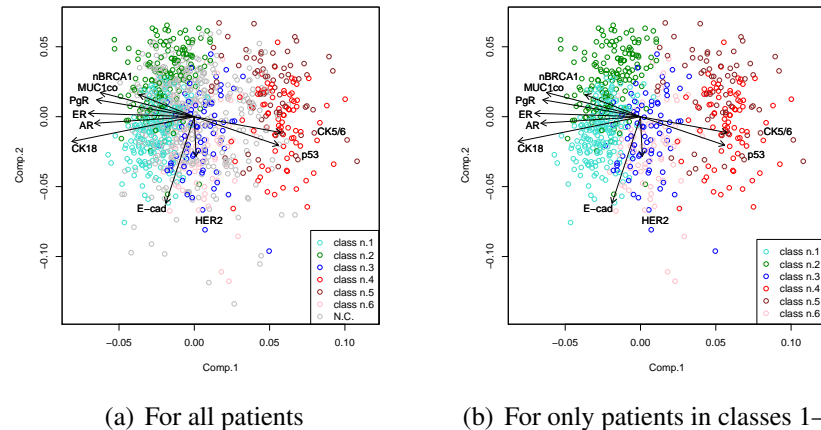 0.05
0.00
−0.05
−0.10
Comp.2
nBRCA1
MUC1co
PgR
ER
AR
CK18
CK5/6
p53
E−cad
HER2
class n.1
class n.2
class n.3
class n.4
class n.5
class n.6
N.C.
−0.05 0.00 0.05 0.10
Comp.1
(a) For all patients
0.05
0.00
−0.05
−0.10
Comp.2
nBRCA1
MUC1co
PgR
ER
AR
CK18
CK5/6
p53
E−cad
HER2
class n.1
class n.2
class n.3
class n.4
class n.5
class n.6
−0.05 0.00 0.05 0.10
Comp.1
(b) For only patients in classes 1–